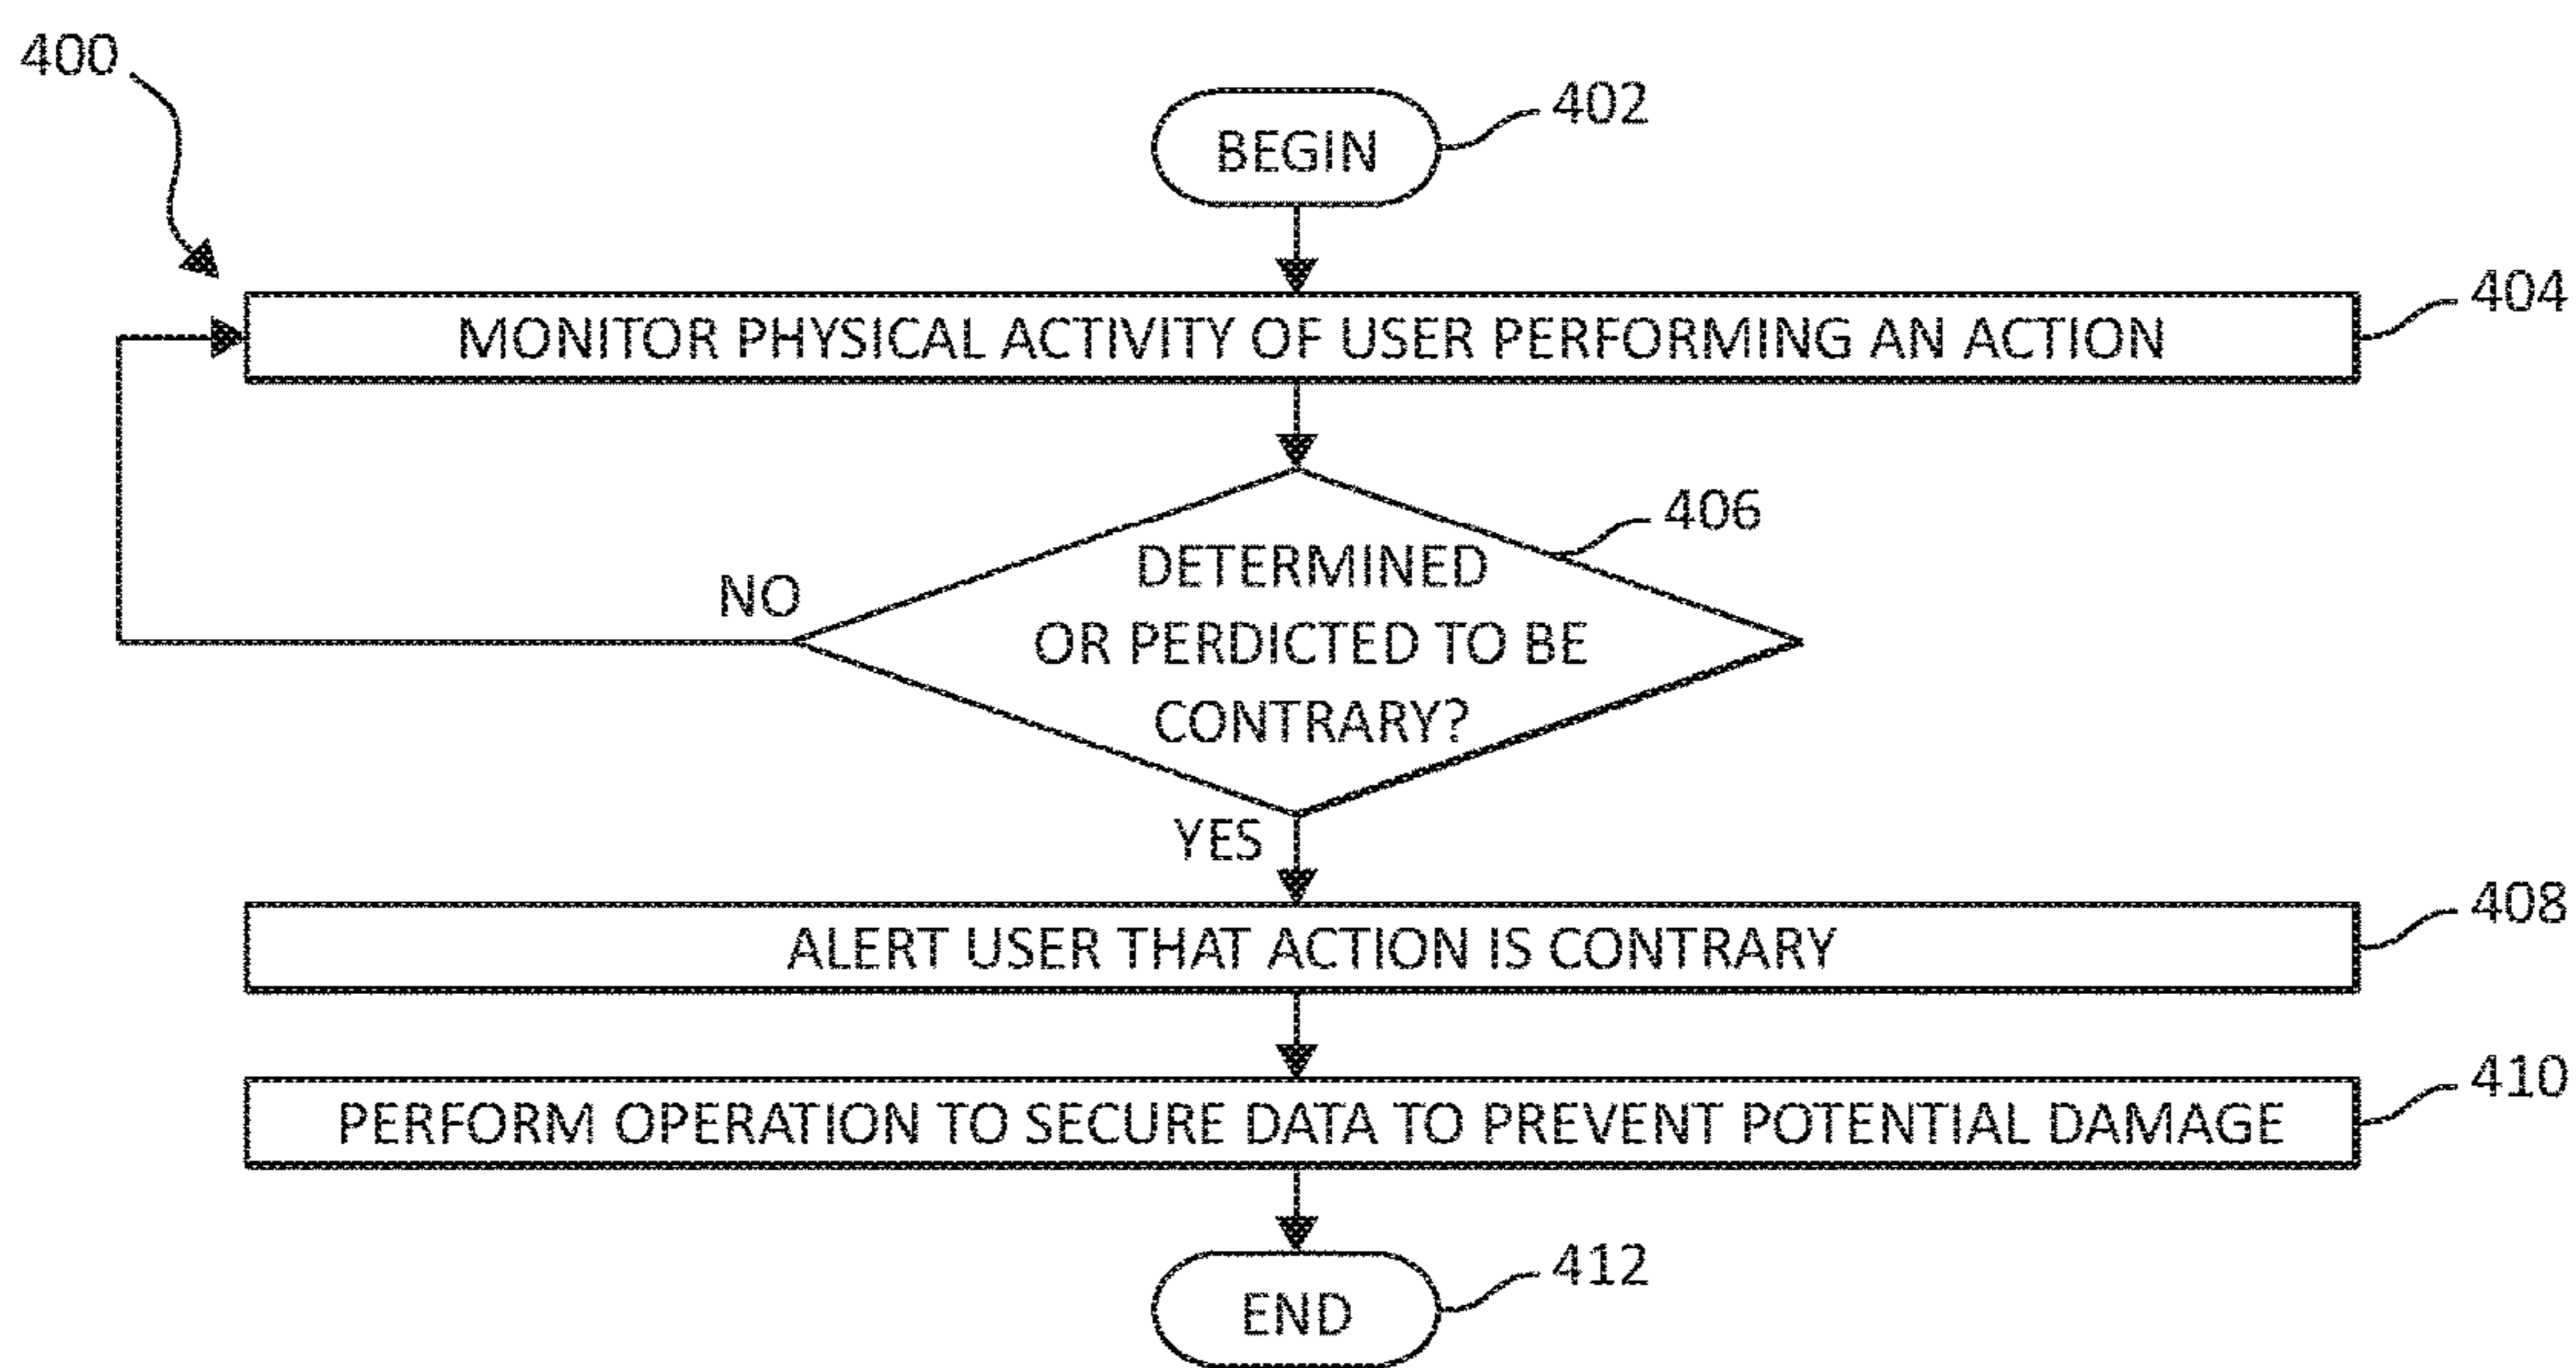 400
BEGIN
402
MONITOR PHYSICAL ACTIVITY OF USER PERFORMING AN ACTION
404
406
DETERMINED
OR PERDICTED TO BE
CONTRARY?
NO
YES
ALERT USER THAT ACTION IS CONTRARY
408
PERFORM OPERATION TO SECURE DATA TO PREVENT POTENTIAL DAMAGE
410
END
412